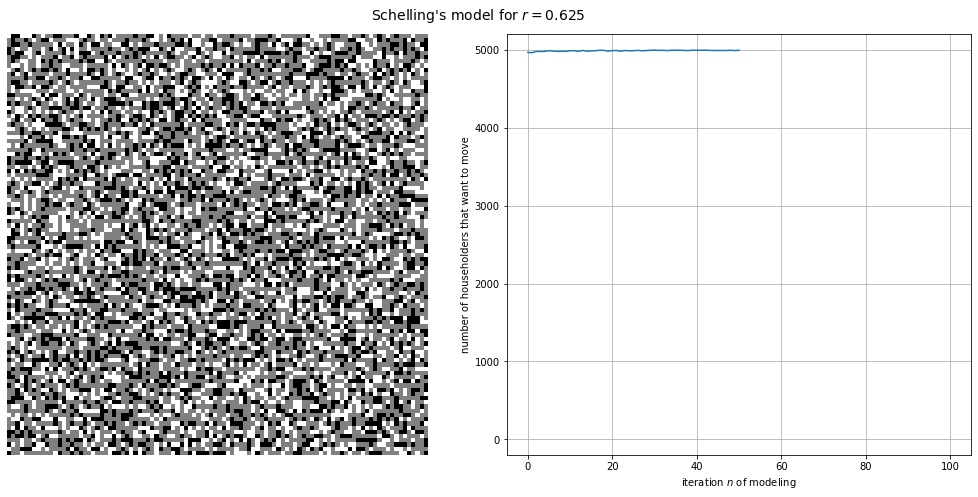 Schelling's model for r = 0.625
number of householders that want to move
5000
4000
3000
2000
1000
0
0 20 40 60 80 100
iteration n of modeling